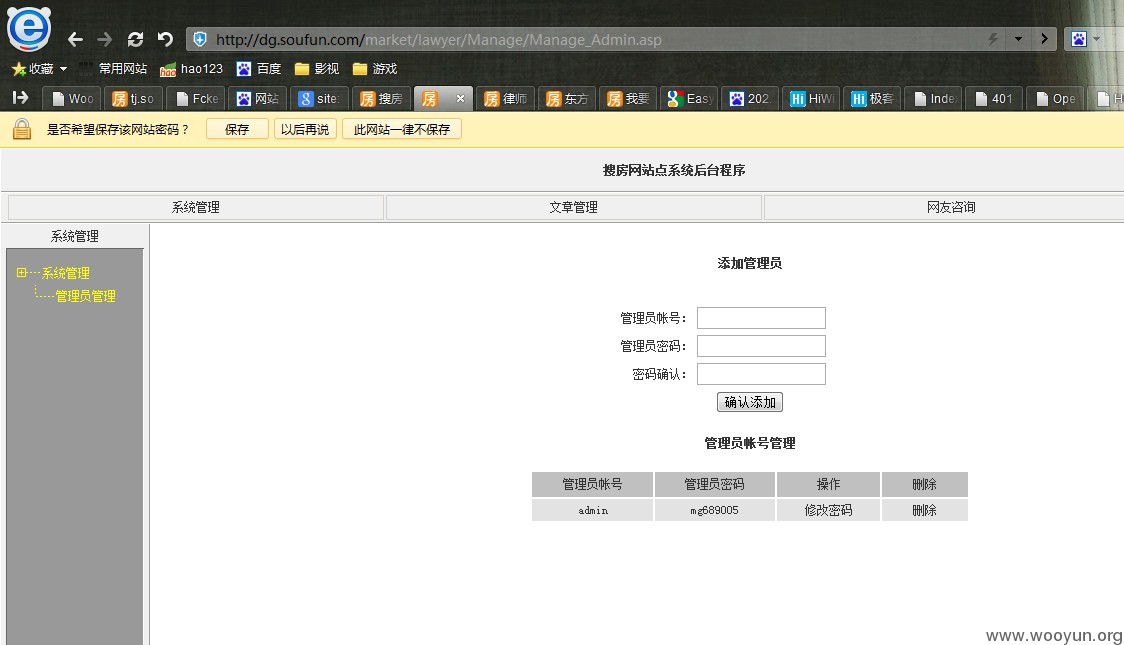 http://dg.soufun.com/market/lawyer/Manage/Manage_Admin.asp
收藏 常用网站 hao123 百度 影视 游戏
Woo tj.so Fcke 网站 site: 搜房 律师 东方 我要 Eas 202 HiWi 极客 Inde 401 Ope H
是否希望保存该网站密码？ 保存 以后再说 此网站一律不保存
搜房网站点系统后台程序
系统管理 文章管理 网友咨询
系统管理
系统管理
管理员管理
添加管理员
管理员帐号：
管理员密码：
密码确认：
确认添加
管理员帐号管理
管理员帐号 管理员密码 操作 删除
admin mg689005 修改密码 删除
www.wooyun.org